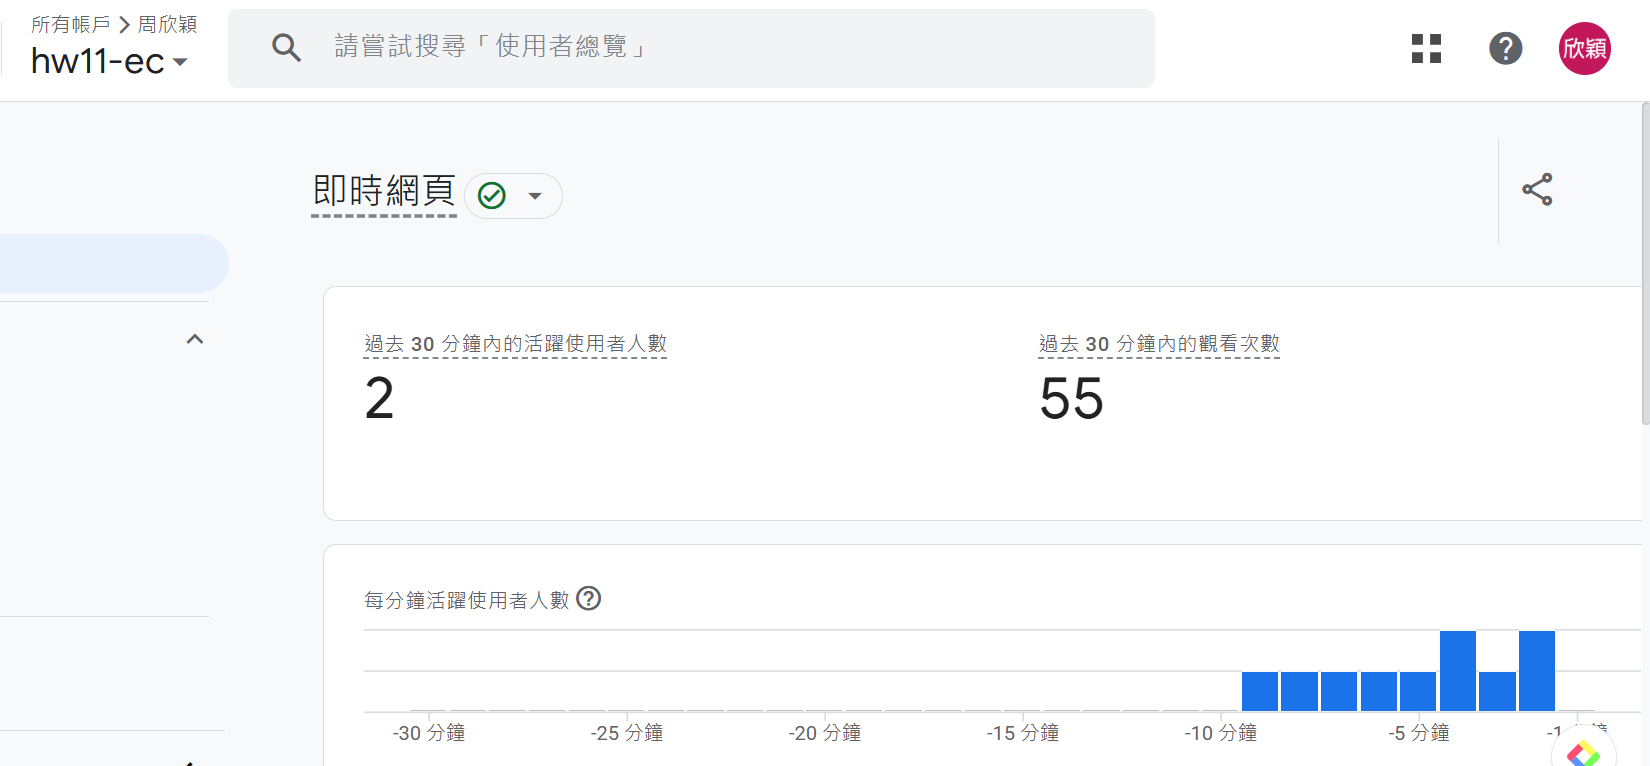 所有帳戶 > 周欣穎
hw11-ec
請嘗試搜尋「使用者總覽」
欣穎
即時網頁
過去 30 分鐘內的活躍使用者人數
2
過去 30 分鐘內的觀看次數
55
每分鐘活躍使用者人數
-30 分鐘
-25 分鐘
-20 分鐘
-15 分鐘
-10 分鐘
-5 分鐘